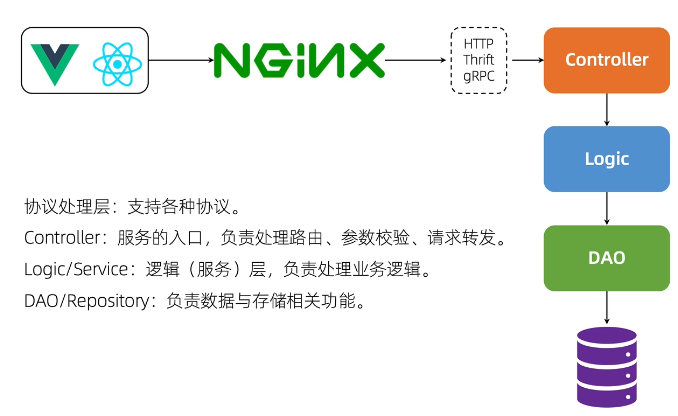 NGINX
HTTP
Thrift
gRPC
Controller
Logic
DAO
协议处理层：支持各种协议。
Controller：服务的入口，负责处理路由、参数校验、请求转发。
Logic/Service：逻辑（服务）层，负责处理业务逻辑。
DAO/Repository：负责数据与存储相关功能。